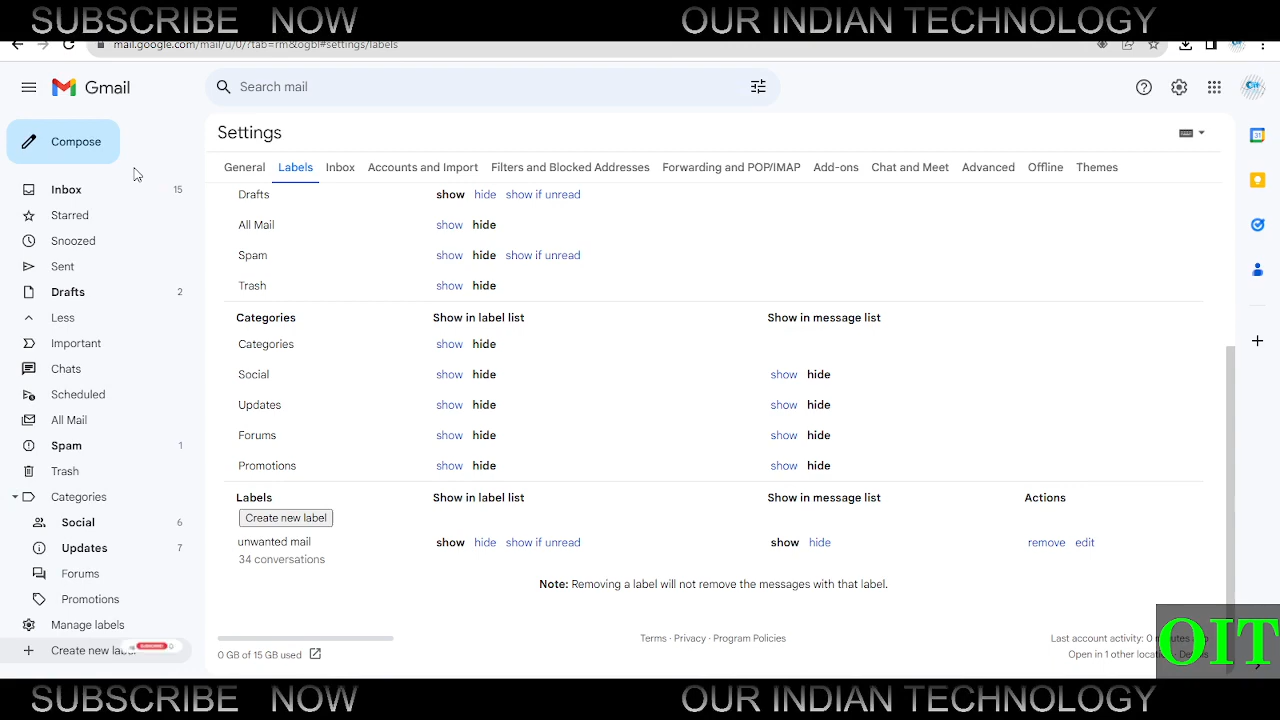 SUBSCRIBE NOW OUR INDIAN TECHNOLOGY
mail.google.com/mail/u/0/?tab=rm&ogbl#settings/labels
Gmail
Search mail
Compose
Inbox 15
Starred
Snoozed
Sent
Drafts 2
Less
Important
Chats
Scheduled
All Mail
Spam 1
Trash
Categories
Social 6
Updates 7
Forums
Promotions
Manage labels
Create new
Settings
General Labels Inbox Accounts and Import Filters and Blocked Addresses Forwarding and POP/IMAP Add-ons Chat and Meet Advanced Offline Themes
Drafts show hide show if unread
All Mail show hide
Spam show hide show if unread
Trash show hide
Categories Show in label list Show in message list
Categories show hide
Social show hide show hide
Updates show hide show hide
Forums show hide show hide
Promotions show hide show hide
Labels Show in label list Show in message list Actions
Create new label
unwanted mail show hide show if unread show hide remove edit
34 conversations
Note: Removing a label will not remove the messages with that label.
Terms · Privacy · Program Policies
0 GB of 15 GB used
Last account activity: 0
Open in 1 other
OIT
SUBSCRIBE NOW OUR INDIAN TECHNOLOGY